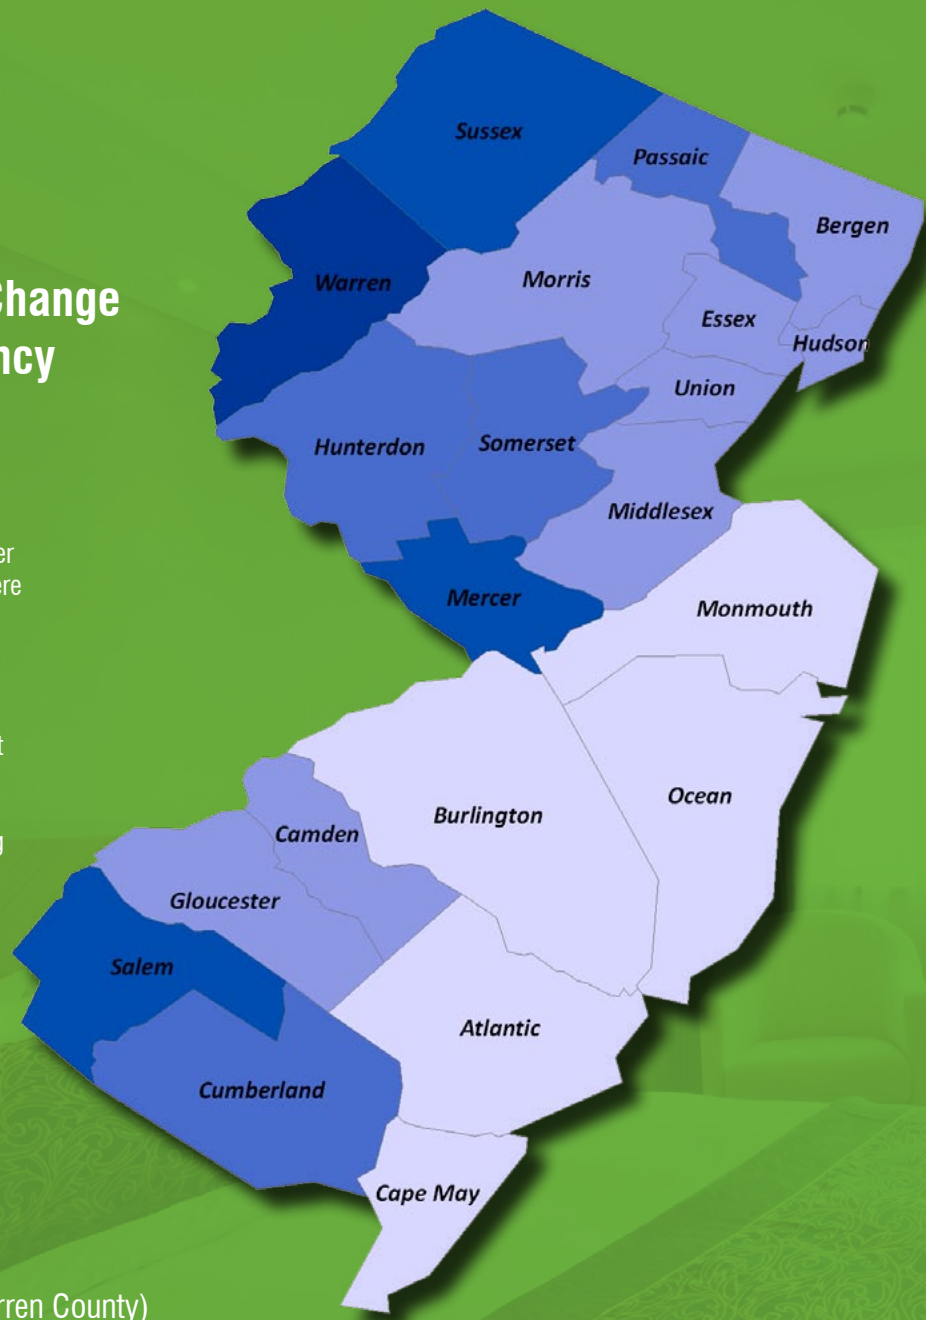 Change
ncy
er
ere
t
g
Sussex
Passaic
Bergen
Warren
Morris
Essex
Hudson
Union
Hunterdon
Somerset
Middlesex
Mercer
Monmouth
Ocean
Burlington
Camden
Gloucester
Salem
Atlantic
Cumberland
Cape May
rren County)